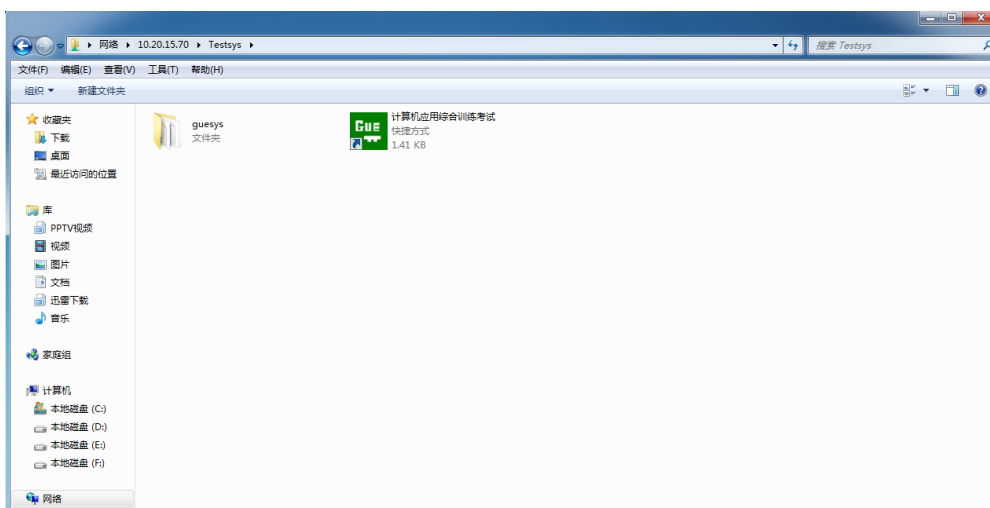 网络 10.20.15.70 Testsys
搜索 Testsys
文件(F) 编辑(E) 查看(V) 工具(T) 帮助(H)
组织 新建文件夹
收藏夹
下载
桌面
最近访问的位置
库
PPTV视频
视频
图片
文档
迅雷下载
音乐
家庭组
计算机
本地磁盘 (C:)
本地磁盘 (D:)
本地磁盘 (E:)
本地磁盘 (F:)
网络
guesys
文件夹
GUE
计算机应用综合训练考试
快捷方式
1.41 KB